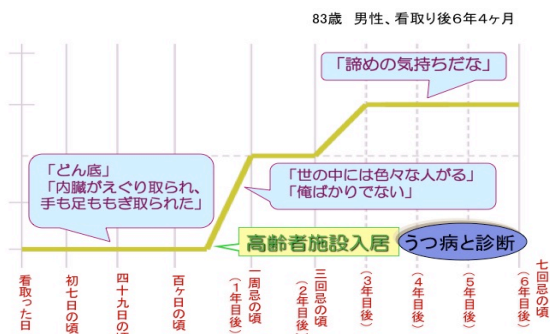 83歳 男性、看取り後6年4ヶ月
「諦めの気持ちだな」
「どん底」
「内臓がえぐり取られ、
手も足ももぎ取られた」
「世の中には色々な人がる」
「俺ばかりでない」
高齢者施設入居
うつ病と診断
看取った日
初七日の頃
四十九日の頃
百ヶ日の頃
一周忌の頃
（1年目後）
三回忌の頃
（2年目後）
（3年目後）
（4年目後）
（5年目後）
七回忌の頃
（6年目後）